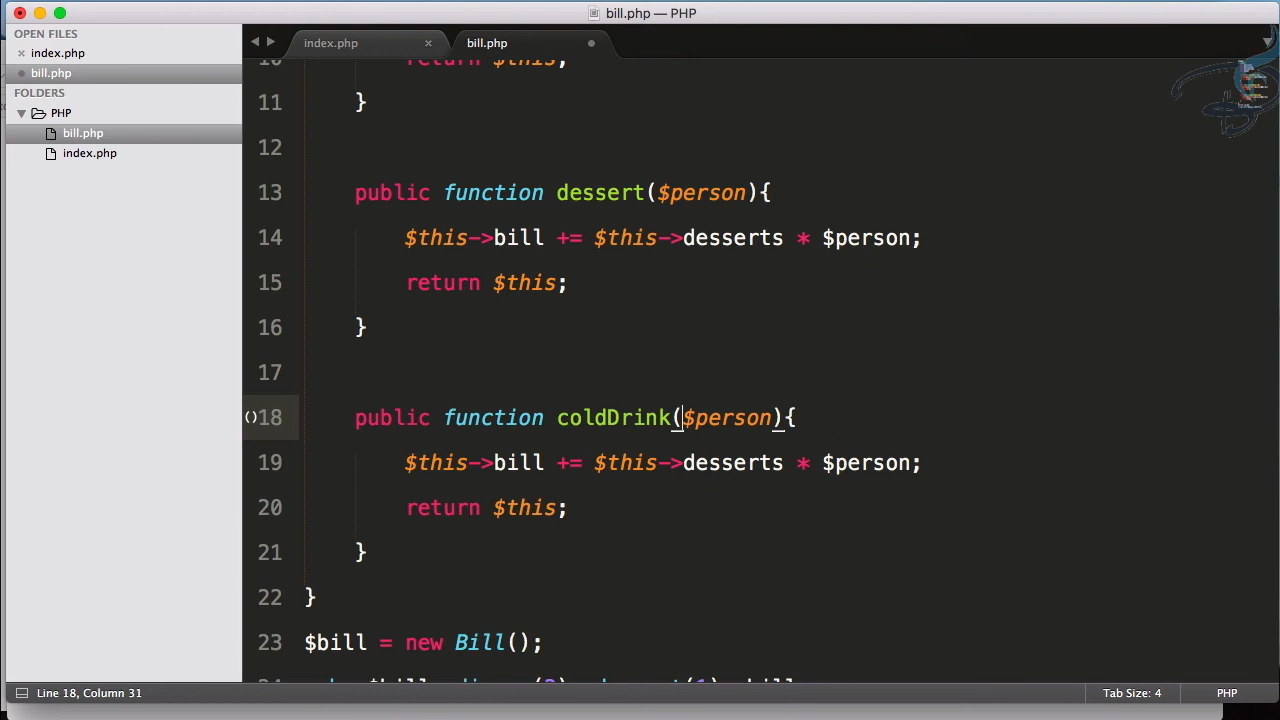 bill.php — PHP
OPEN FILES
× index.php
bill.php
FOLDERS
PHP
bill.php
index.php
index.php ×
bill.php
return $this;
11 }
12
13 public function dessert($person){
14 $this->bill += $this->desserts * $person;
15 return $this;
16 }
17
()18 public function coldDrink($person){
19 $this->bill += $this->desserts * $person;
20 return $this;
21 }
22 }
23 $bill = new Bill();
Line 18, Column 31
Tab Size: 4
PHP